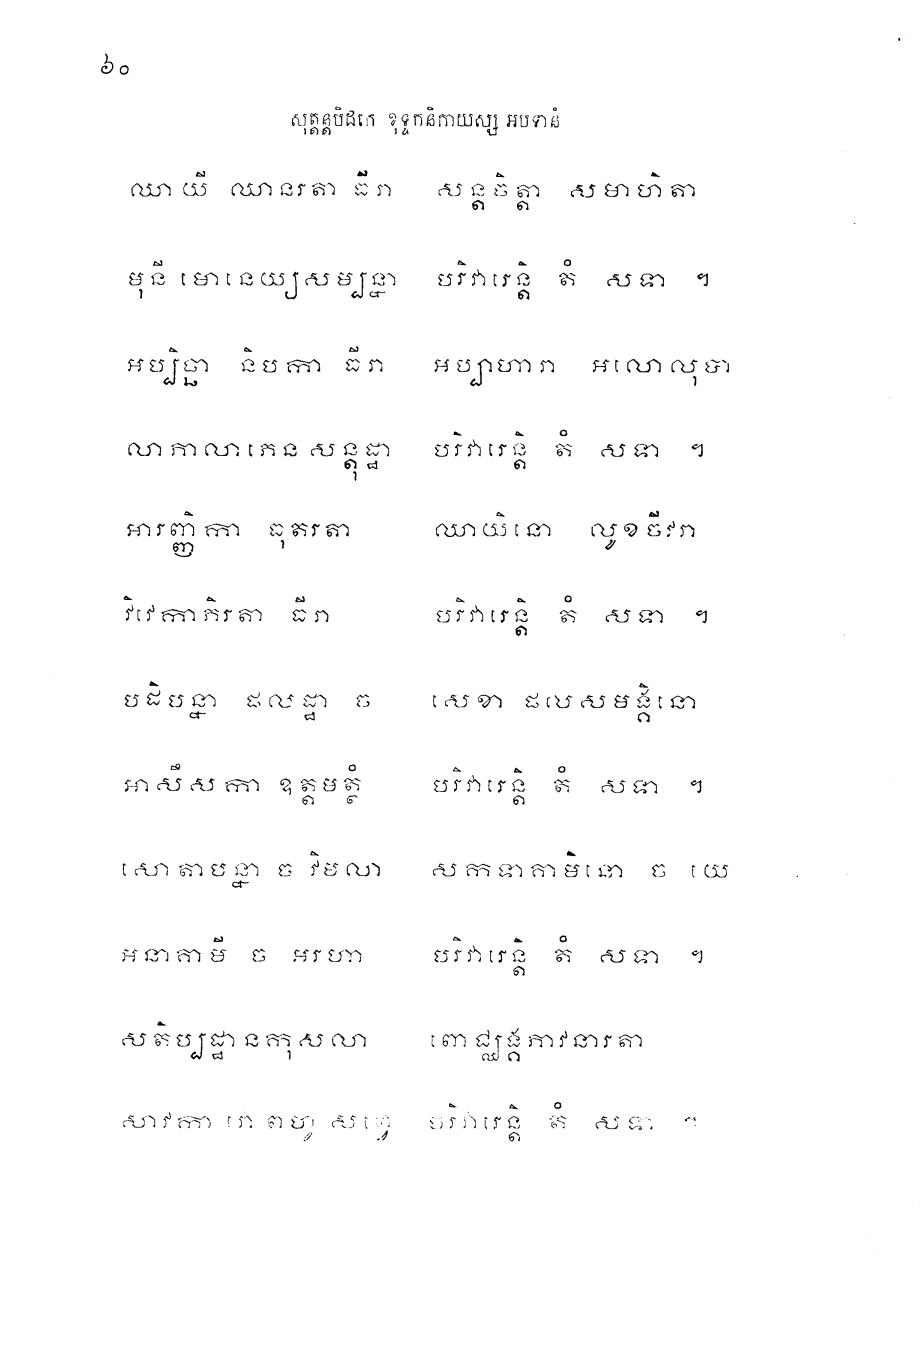 ៦០
សុត្តន្តបិដកេ ខុទ្ទកនិកាយស្ស អបទានំ
ឈាយី ឈានរតា ធីរា សន្តចិត្តា សមាហិតា
មុនី មោនេយ្យសម្បន្នា បរិវារេន្តិ តំ សទា ។
អប្បិច្ឆា និបកា ធីរា អប្បាហារា អលោលុបា
លាភាលាភេន សន្តុដ្ឋា បរិវារេន្តិ តំ សទា ។
អារញ្ញិកា ធុតរតា ឈាយិនោ លូខចីវរា
វិវេកាភិរតា ធីរា បរិវារេន្តិ តំ សទា ។
បដិបន្នា ផលដ្ឋា ច សេខា ផលេសមង្គិនោ
អាសឹសកា ឧត្តមត្ថំ បរិវារេន្តិ តំ សទា ។
សោតាបន្នា ច វិមលា សកទាគាមិនោ ច យេ
អនាគាមី ច អរហា បរិវារេន្តិ តំ សទា ។
សតិប្បដ្ឋានកុសលា ពោជ្ឈង្គភាវនារតា
សាវកា តេ ពហូ សព្វេ បរិវារេន្តិ តំ សទា ។